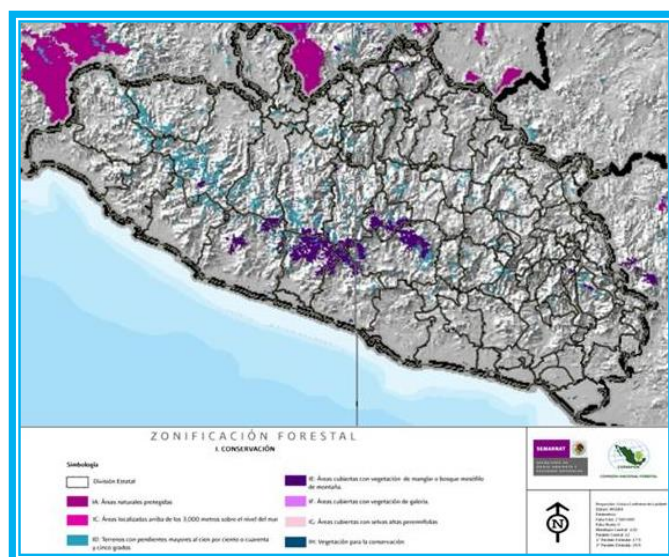 ZONIFICACIÓN FORESTAL
I. CONSERVACIÓN
Simbología
División Estatal
IA: Áreas naturales protegidas
IC: Áreas localizadas arriba de los 3,000 metros sobre el nivel del mar
ID: Terrenos con pendientes mayores al cien por ciento o cuarenta
y cinco grados
IE: Áreas cubiertas con vegetación de manglar o bosque mesófilo
de montaña.
IF: Áreas cubiertas con vegetación de galería.
IG: Áreas cubiertas con selvas altas perennifolias
IH: Vegetación para la conservación
SEMARNAT
COMISIÓN NACIONAL FORESTAL
N